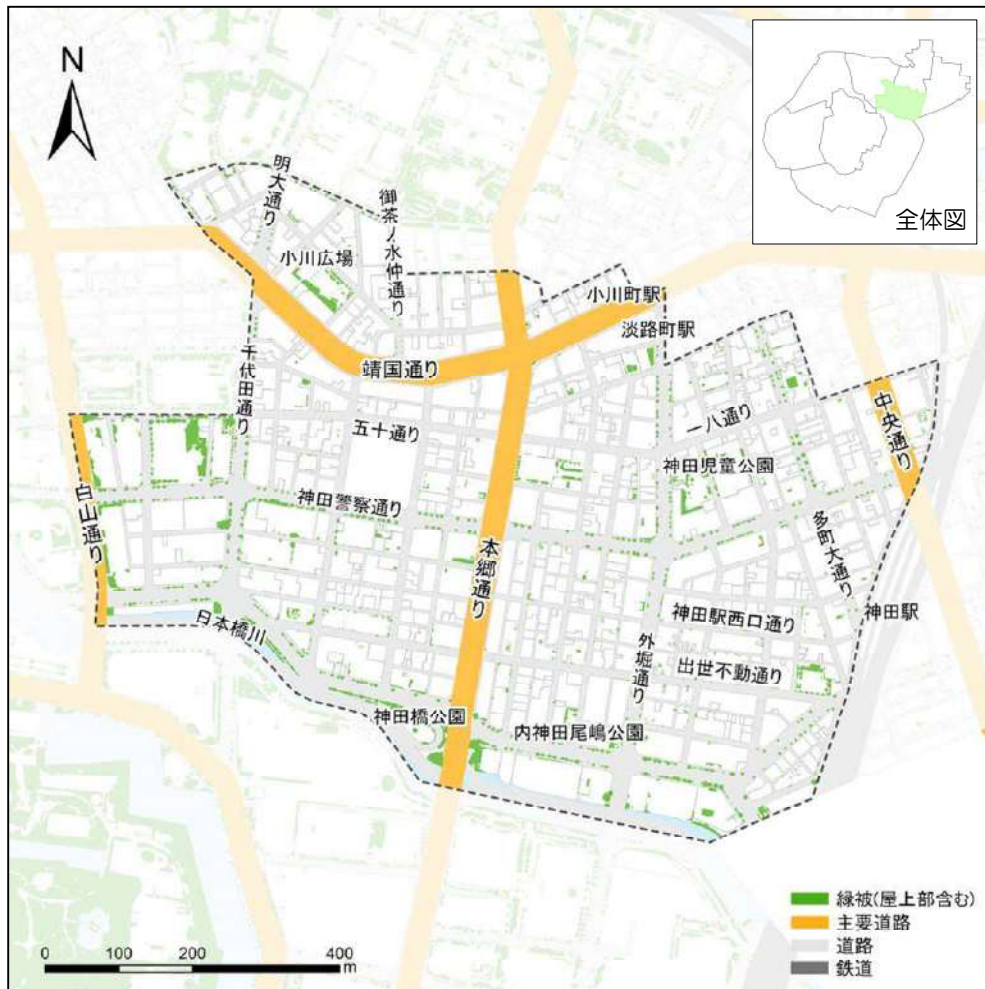 N
全体図
明大通り
御茶ノ水仲通り
小川広場
小川町駅
淡路町駅
靖国通り
千代田通り
中央通り
一八通り
五十通り
神田児童公園
神田警察通り
白山通り
本郷通り
多町大通り
神田駅
神田駅西口通り
日本橋川
外堀通り
出世不動通り
神田橋公園
内神田尾嶋公園
緑被(屋上部含む)
主要道路
道路
鉄道
0 100 200 400
m